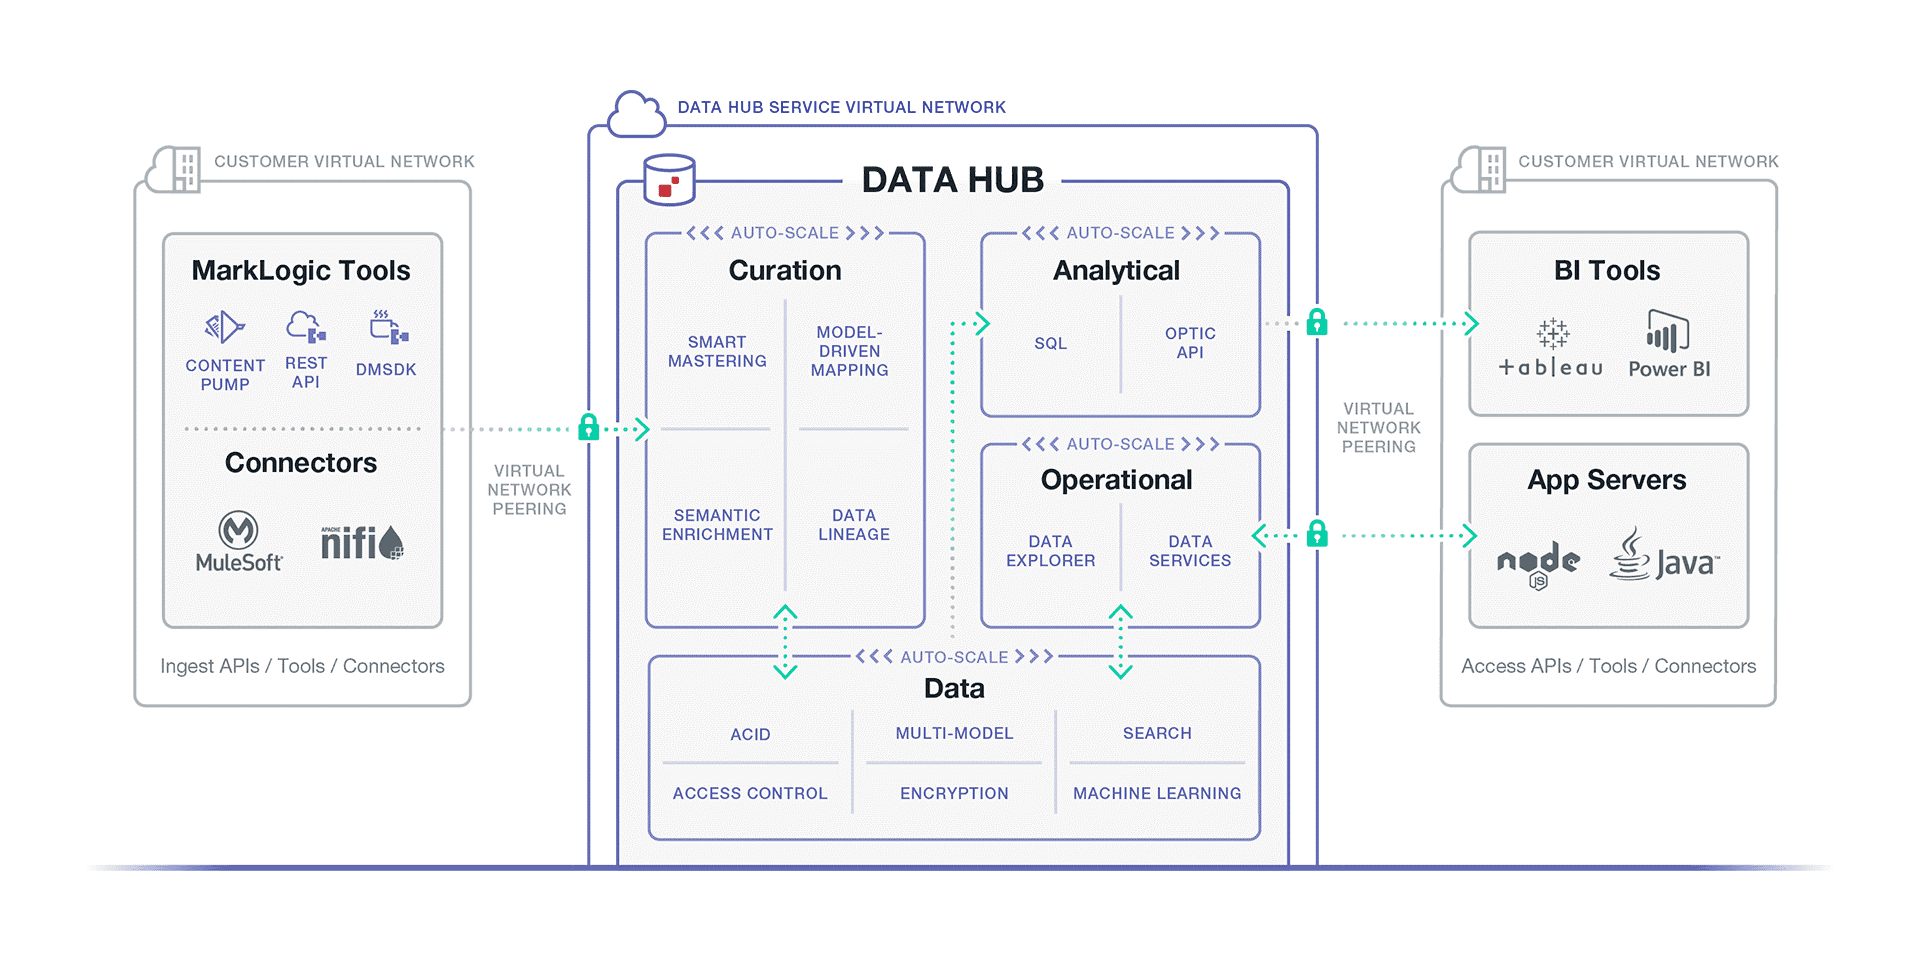 DATA HUB SERVICE VIRTUAL NETWORK
CUSTOMER VIRTUAL NETWORK
MarkLogic Tools
CONTENT
PUMP
REST
API
DMSDK
Connectors
MuleSoft
APACHE
nifi
Ingest APIs / Tools / Connectors
VIRTUAL
NETWORK
PEERING
DATA HUB
AUTO-SCALE
Curation
SMART
MASTERING
MODEL-
DRIVEN
MAPPING
SEMANTIC
ENRICHMENT
DATA
LINEAGE
AUTO-SCALE
Analytical
SQL
OPTIC
API
AUTO-SCALE
Operational
DATA
EXPLORER
DATA
SERVICES
AUTO-SCALE
Data
ACID
MULTI-MODEL
SEARCH
ACCESS CONTROL
ENCRYPTION
MACHINE LEARNING
VIRTUAL
NETWORK
PEERING
CUSTOMER VIRTUAL NETWORK
BI Tools
+ableau
Power BI
App Servers
node
JS
Java™
Access APIs / Tools / Connectors